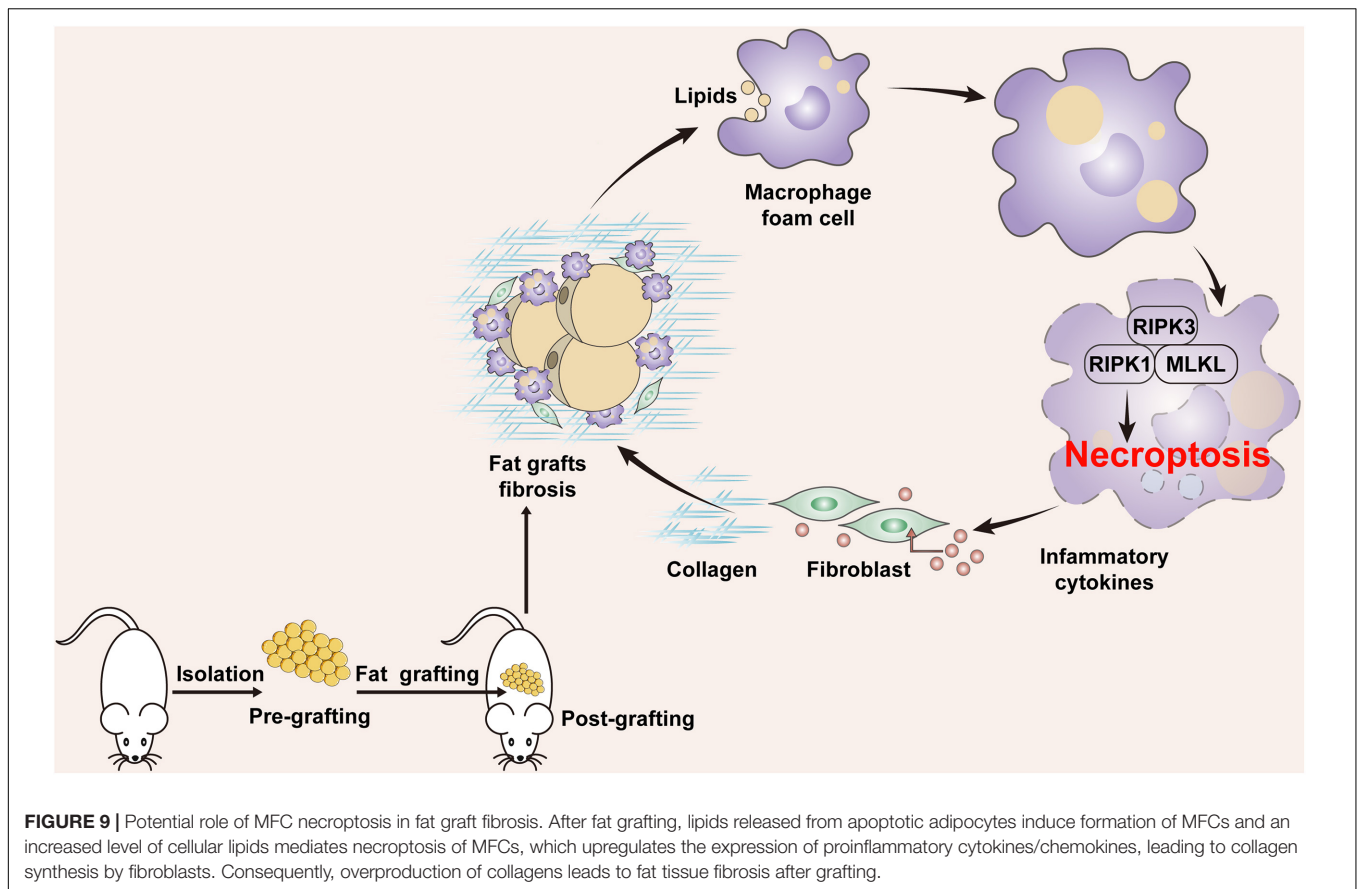 Lipids
Macrophage
foam cell
RIPK3
RIPK1
MLKL
Necroptosis
Fat grafts
fibrosis
Collagen
Fibroblast
Infammatory
cytokines
Isolation
Fat grafting
Pre-grafting
Post-grafting
FIGURE 9 | Potential role of MFC necroptosis in fat graft fibrosis. After fat grafting, lipids released from apoptotic adipocytes induce formation of MFCs and an
increased level of cellular lipids mediates necroptosis of MFCs, which upregulates the expression of proinflammatory cytokines/chemokines, leading to collagen
synthesis by fibroblasts. Consequently, overproduction of collagens leads to fat tissue fibrosis after grafting.